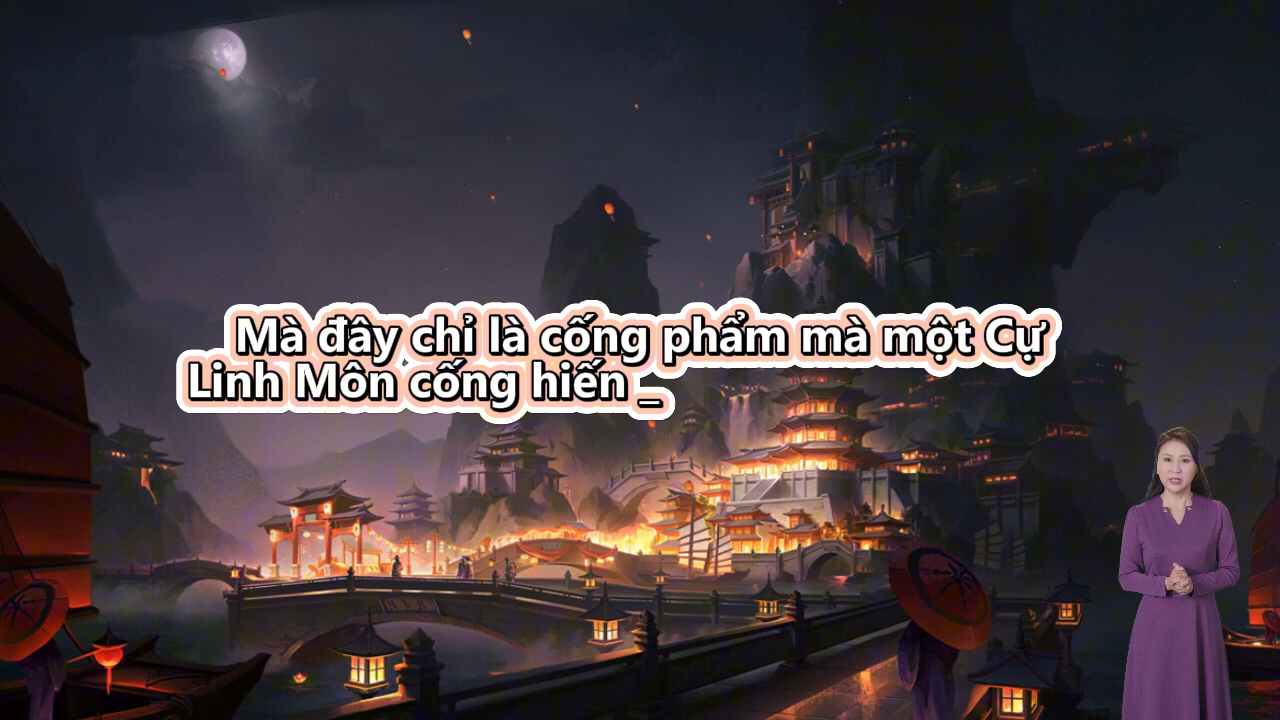 Mà đây chỉ là cống phẩm mà một Cự
Linh Môn cống hiến _